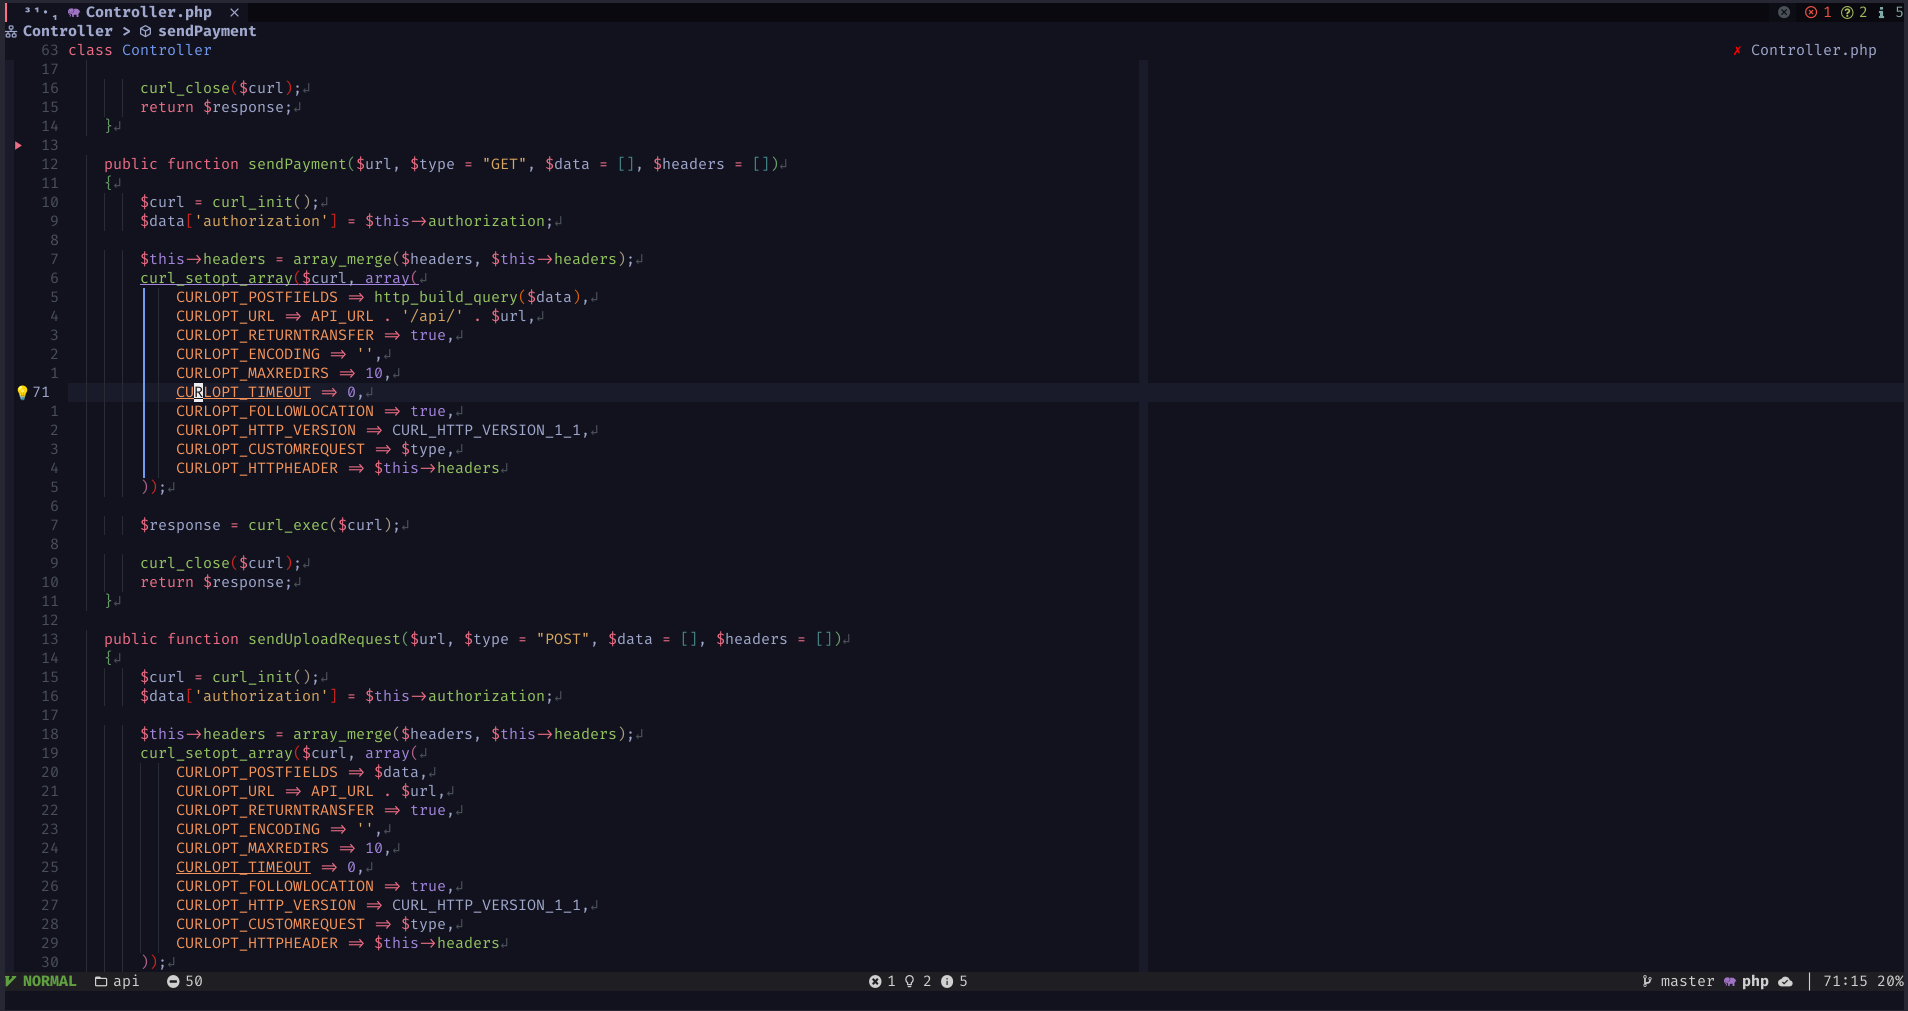 Controller.php ×
1 2 5
Controller > sendPayment
63 class Controller
Controller.php
17
16 curl_close($curl);
15 return $response;
14 }
13
12 public function sendPayment($url, $type = "GET", $data = [], $headers = [])
11 {
10 $curl = curl_init();
9 $data['authorization'] = $this->authorization;
8
7 $this->headers = array_merge($headers, $this->headers);
6 curl_setopt_array($curl, array(
5 CURLOPT_POSTFIELDS => http_build_query($data),
4 CURLOPT_URL => API_URL . '/api/' . $url,
3 CURLOPT_RETURNTRANSFER => true,
2 CURLOPT_ENCODING => '',
1 CURLOPT_MAXREDIRS => 10,
71 CURLOPT_TIMEOUT => 0,
1 CURLOPT_FOLLOWLOCATION => true,
2 CURLOPT_HTTP_VERSION => CURL_HTTP_VERSION_1_1,
3 CURLOPT_CUSTOMREQUEST => $type,
4 CURLOPT_HTTPHEADER => $this->headers
5 ));
6
7 $response = curl_exec($curl);
8
9 curl_close($curl);
10 return $response;
11 }
12
13 public function sendUploadRequest($url, $type = "POST", $data = [], $headers = [])
14 {
15 $curl = curl_init();
16 $data['authorization'] = $this->authorization;
17
18 $this->headers = array_merge($headers, $this->headers);
19 curl_setopt_array($curl, array(
20 CURLOPT_POSTFIELDS => $data,
21 CURLOPT_URL => API_URL . $url,
22 CURLOPT_RETURNTRANSFER => true,
23 CURLOPT_ENCODING => '',
24 CURLOPT_MAXREDIRS => 10,
25 CURLOPT_TIMEOUT => 0,
26 CURLOPT_FOLLOWLOCATION => true,
27 CURLOPT_HTTP_VERSION => CURL_HTTP_VERSION_1_1,
28 CURLOPT_CUSTOMREQUEST => $type,
29 CURLOPT_HTTPHEADER => $this->headers
30 ));
NORMAL api 50 1 2 5 master php 71:15 20%